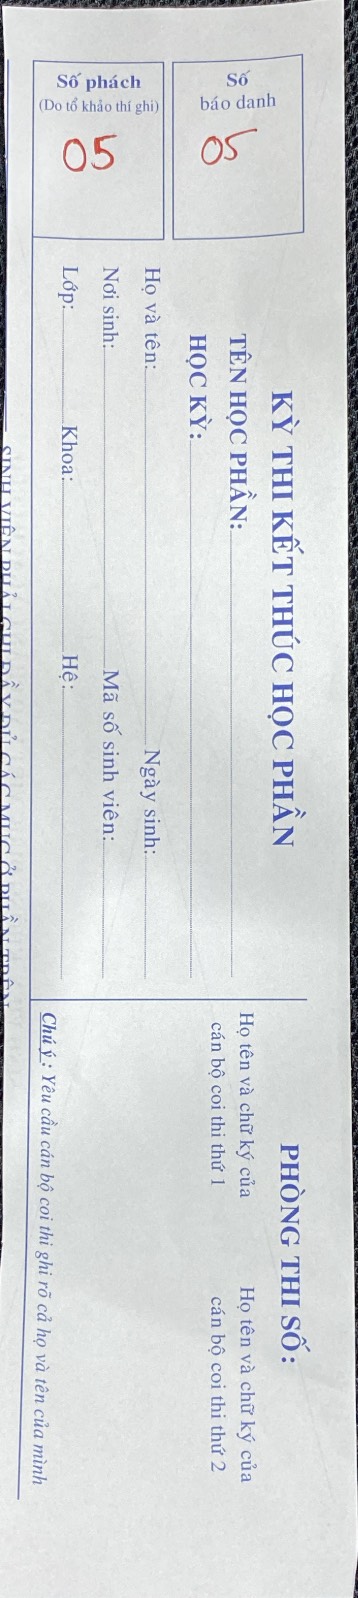 Số
báo danh
05
Số phách
(Do tổ khảo thí ghi)
05
KỲ THI KẾT THÚC HỌC PHẦN
TÊN HỌC PHẦN:
HỌC KỲ:
Họ và tên: Ngày sinh:
Nơi sinh: Mã số sinh viên:
Lớp: Khoa: Hệ:
PHÒNG THI SỐ:
Họ tên và chữ ký của
cán bộ coi thi thứ 1
Họ tên và chữ ký của
cán bộ coi thi thứ 2
Chú ý: Yêu cầu cán bộ coi thi ghi rõ cả họ và tên của mình
SINH VIÊN PHẢI GHI ĐẦY ĐỦ CÁC MỤC Ở PHẦN TRÊN